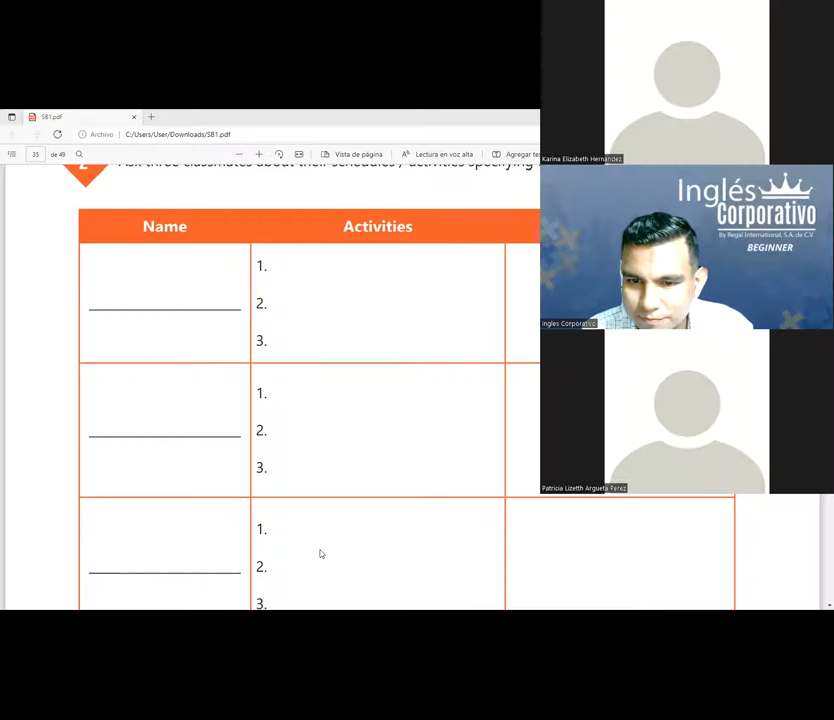 SB1.pdf
Archivo
C:/Users/User/Downloads/SB1.pdf
35
de 49
Vista de página
Lectura en voz alta
Agregar
2
Ask three classmates about their schedules / activities specifying
Name
Activities
1.
2.
3.
1.
2.
3.
1.
2.
3.
Karina Elizabeth Hernández
Inglés
Corporativo
By Regal International, S.A. de C.V.
BEGINNER
Ingles Corporativo
Patricia Lizetth Argueta Perez